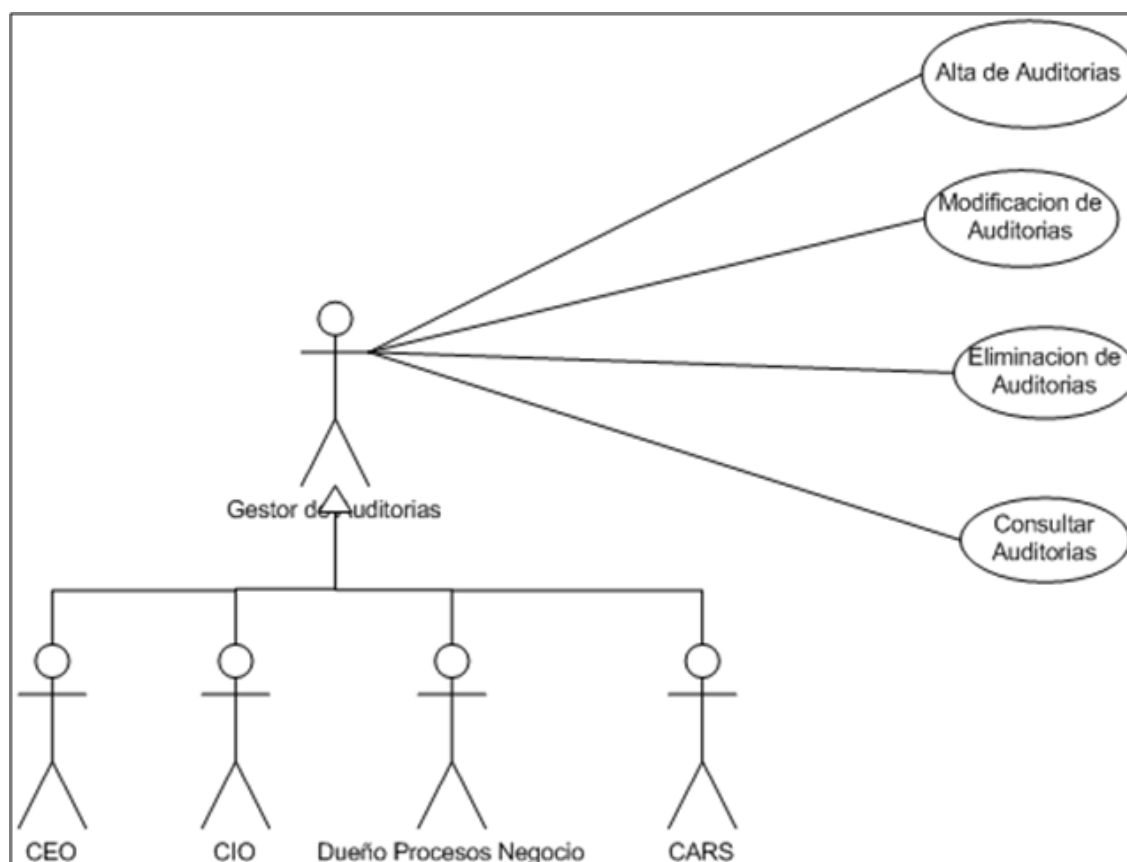 Alta de Auditorias
Modificacion de
Auditorias
Eliminacion de
Auditorias
Consultar
Auditorias
Gestor de Auditorias
CEO
CIO
Dueño Procesos Negocio
CARS